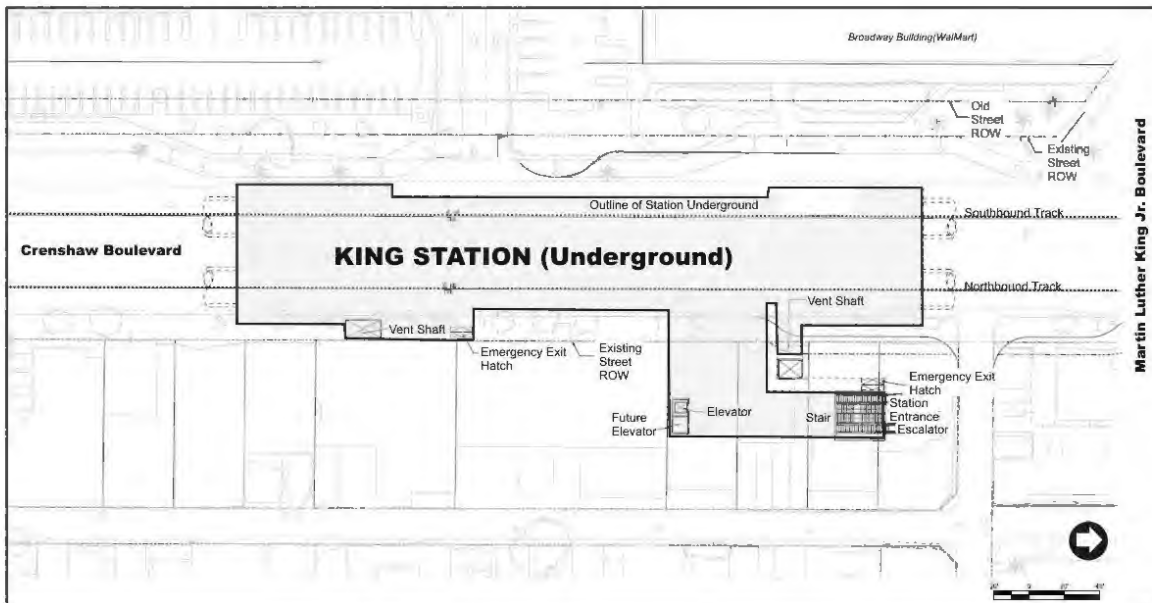 Broadway Building(WalMart)
Old
Street
ROW
Existing
Street
ROW
Outline of Station Underground
Southbound Track
Crenshaw Boulevard
KING STATION (Underground)
Northbound Track
Martin Luther King Jr. Boulevard
Vent Shaft
Vent Shaft
Emergency Exit
Hatch
Existing
Street
ROW
Emergency Exit
Hatch
Elevator
Future
Elevator
Stair
Station
Entrance
Escalator